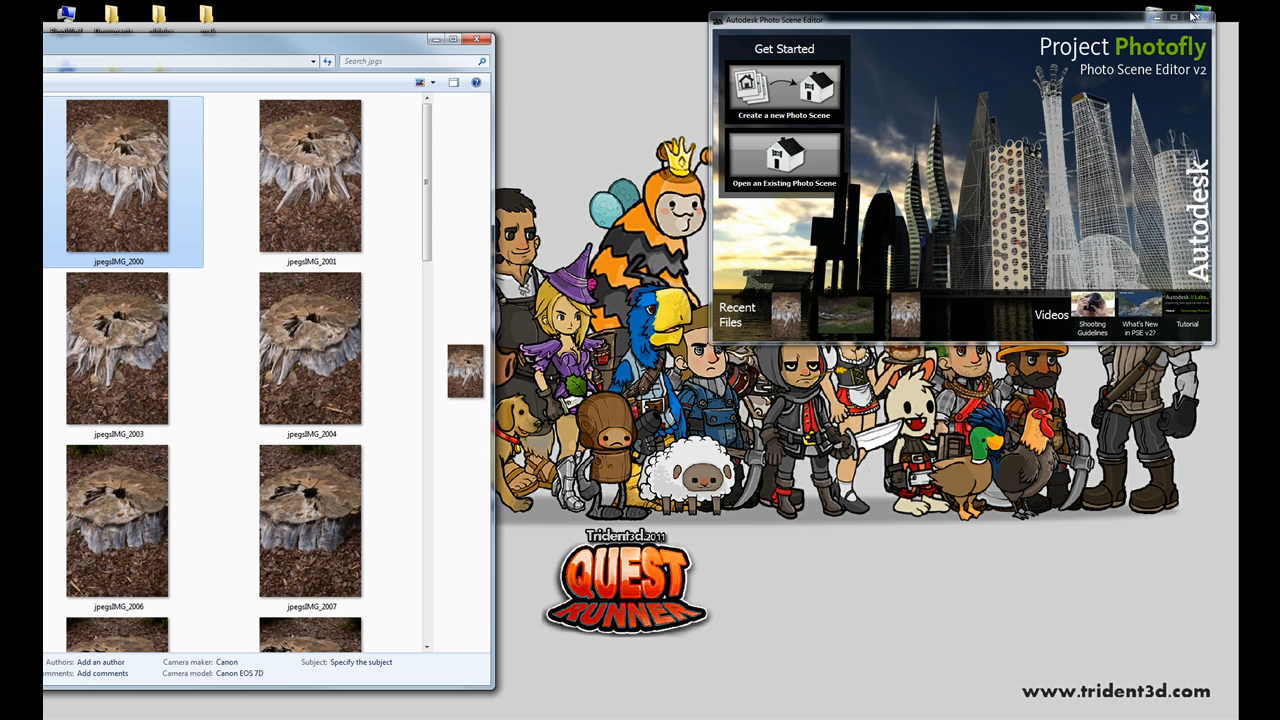 Search jpgs
jpegsIMG_2000
jpegsIMG_2001
jpegsIMG_2003
jpegsIMG_2004
jpegsIMG_2006
jpegsIMG_2007
Authors: Add an author
Camera maker: Canon
Subject: Specify the subject
mments: Add comments
Camera model: Canon EOS 7D
Autodesk Photo Scene Editor
Get Started
Create a new Photo Scene
Open an Existing Photo Scene
Project Photofly
Photo Scene Editor v2
Autodesk
Recent
Files
Videos
Shooting
Guidelines
What's New
in PSE v2?
Autodesk // Labs
Tutorial
Trident3d.2011
QUEST
RUNNER
www.trident3d.com